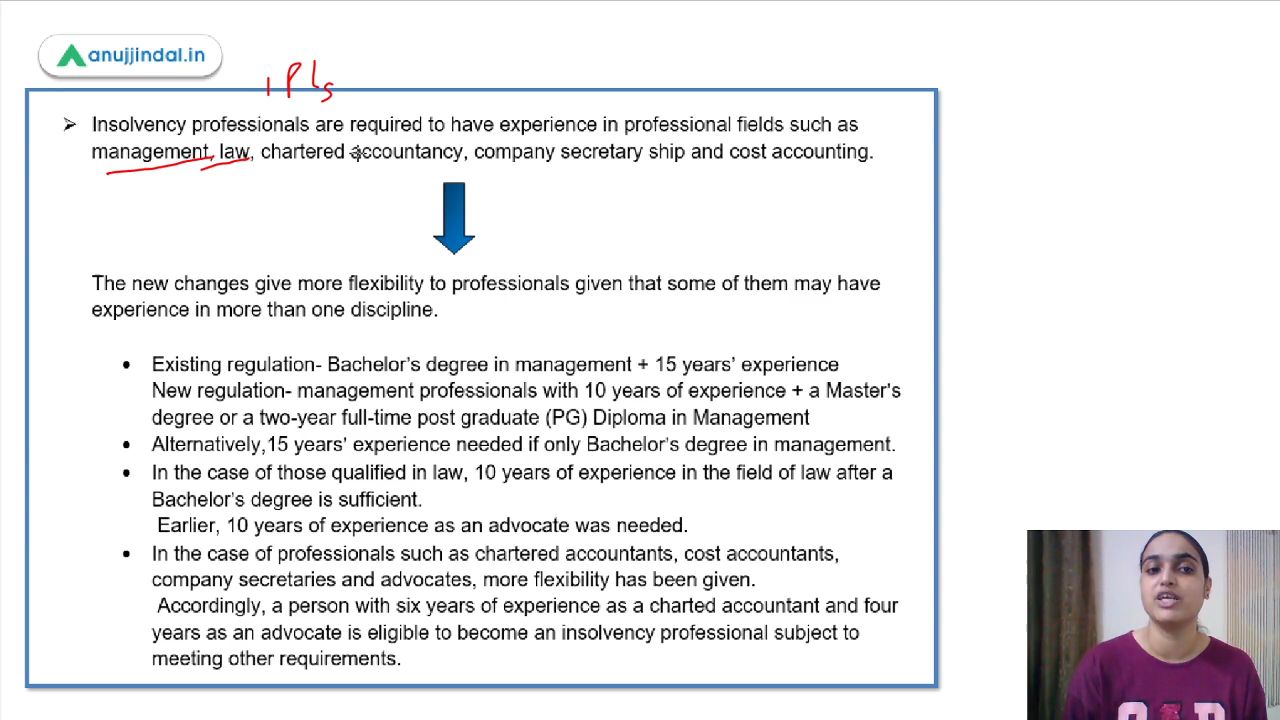 anujjindal.in
IPLs
Insolvency professionals are required to have experience in professional fields such as
management, law, chartered accountancy, company secretary ship and cost accounting.
The new changes give more flexibility to professionals given that some of them may have
experience in more than one discipline.
Existing regulation- Bachelor's degree in management + 15 years' experience
New regulation- management professionals with 10 years of experience + a Master's
degree or a two-year full-time post graduate (PG) Diploma in Management
Alternatively,15 years' experience needed if only Bachelor's degree in management.
In the case of those qualified in law, 10 years of experience in the field of law after a
Bachelor's degree is sufficient.
Earlier, 10 years of experience as an advocate was needed.
In the case of professionals such as chartered accountants, cost accountants,
company secretaries and advocates, more flexibility has been given.
Accordingly, a person with six years of experience as a charted accountant and four
years as an advocate is eligible to become an insolvency professional subject to
meeting other requirements.